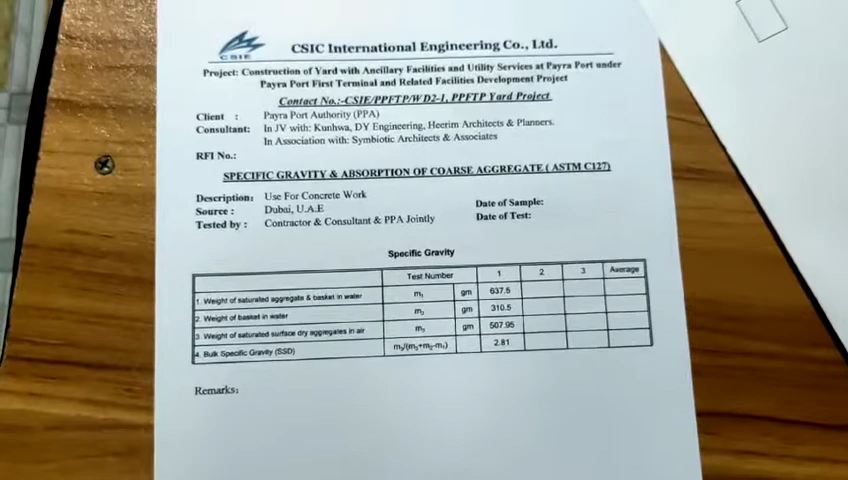 CSIE
CSIC International Engineering Co., Ltd.
Project: Construction of Yard with Ancillary Facilities and Utility Services at Payra Port under
Payra Port First Terminal and Related Facilities Development Project
Contact No.:-CSIE/PPFTP/WD2-1, PPFTP Yard Project
Client : Payra Port Authority (PPA)
Consultant: In JV with: Kunhwa, DY Engineering, Heerim Architects & Planners.
In Association with: Symbiotic Architects & Associates
RFI No.:
SPECIFIC GRAVITY & ABSORPTION OF COARSE AGGREGATE ( ASTM C127)
Description: Use For Concrete Work
Source : Dubai, U.A.E Date of Sample:
Tested by : Contractor & Consultant & PPA Jointly Date of Test:
Specific Gravity
Test Number 1 2 3 Average
1. Weight of saturated aggregate & basket in water m₁ gm 637.5
2. Weight of basket in water m₂ gm 310.5
3 Weight of saturated surface dry aggregates in air m₃ gm 507.95
4. Bulk Specific Gravity (SSD) m₃/(m₃+m₂-m₁) 2.81
Remarks: